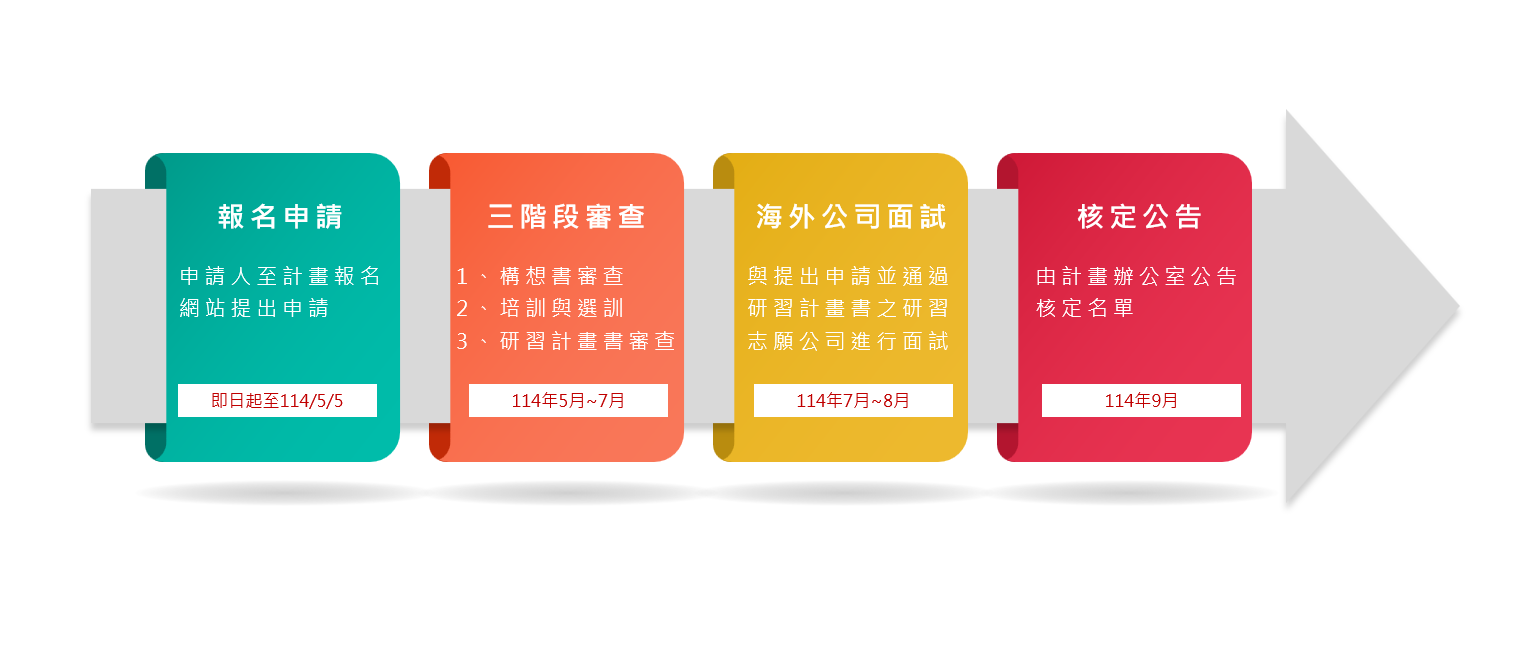 報名申請
申請人至計畫報名
網站提出申請
即日起至114/5/5
三階段審查
1、構想書審查
2、培訓與選訓
3、研習計畫書審查
114年5月~7月
海外公司面試
與提出申請並通過
研習計畫書之研習
志願公司進行面試
114年7月~8月
核定公告
由計畫辦公室公告
核定名單
114年9月